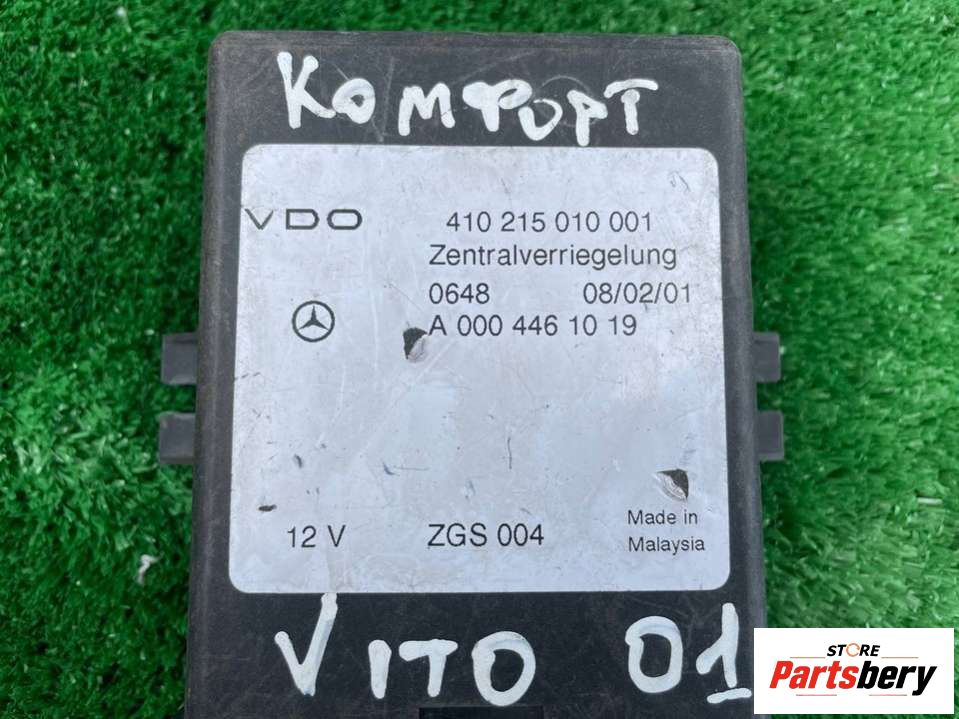 Комфорт
VDO 410 215 010 001
Zentralverriegelung
0648 08/02/01
A 000 446 10 19
12 V ZGS 004 Made in
Malaysia
VITO 01
STORE
Partsbery